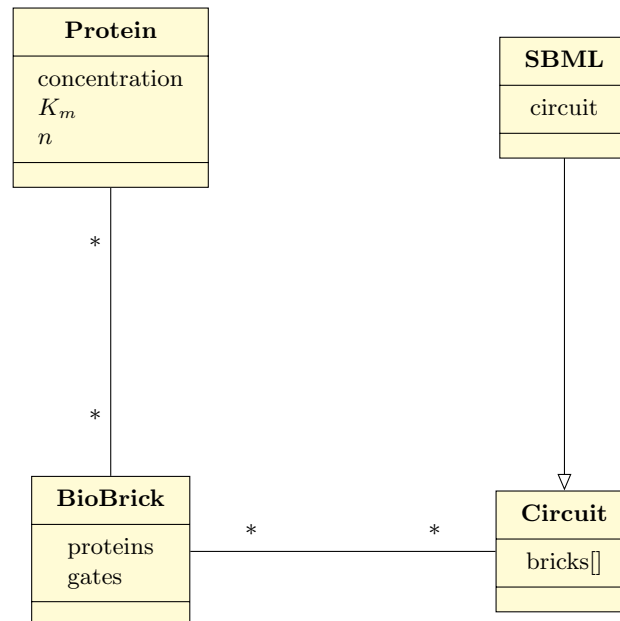 Protein
concentration
K_m
n
SBML
circuit
*
*
BioBrick
proteins
gates
*
*
Circuit
bricks[]